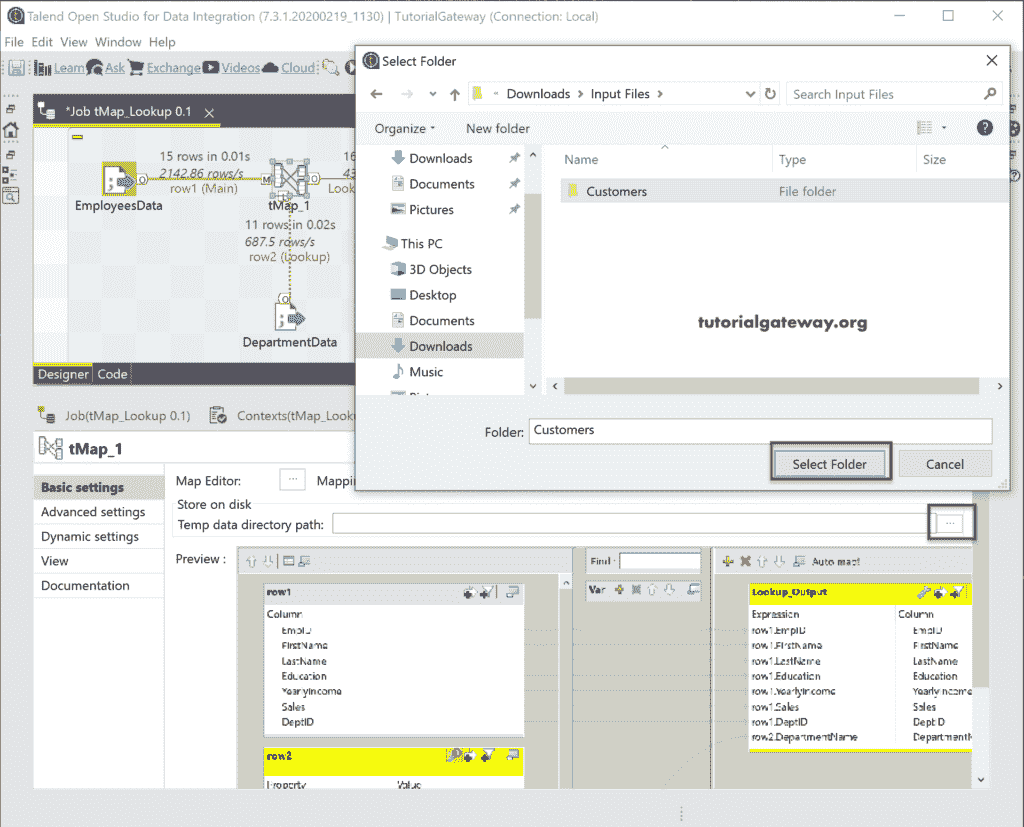 Talend Open Studio for Data Integration (7.3.1.20200219_1130) | TutorialGateway (Connection: Local)
File Edit View Window Help
Learn Ask Exchange Videos Cloud
*Job tMap_Lookup 0.1
15 rows in 0.01s
2142.86 rows/s
row1 (Main)
EmployeesData
tMap_1
16
43
Look
11 rows in 0.02s
687.5 rows/s
row2 (Lookup)
DepartmentData
Designer Code
Select Folder
Downloads Input Files
Search Input Files
Organize New folder
Downloads
Documents
Pictures
This PC
3D Objects
Desktop
Documents
Downloads
Music
Name Type Size
Customers File folder
tutorialgateway.org
Folder: Customers
Select Folder Cancel
Job(tMap_Lookup 0.1) Contexts(tMap_Looku
tMap_1
Basic settings
Advanced settings
Dynamic settings
View
Documentation
Map Editor: ... Mappi
Store on disk
Temp data directory path: ...
Preview :
Find :
Auto map!
row1
Column
EmpID
FirstName
LastName
Education
YearlyIncome
Sales
DeptID
row2
Property Value
Var
Lookup_Output
Expression Column
row1.EmpID EmpID
row1.FirstName FirstName
row1.LastName LastName
row1.Education Education
row1.YearlyIncome YearlyIncome
row1.Sales Sales
row1.DeptID DeptID
row2.DepartmentName DepartmentN